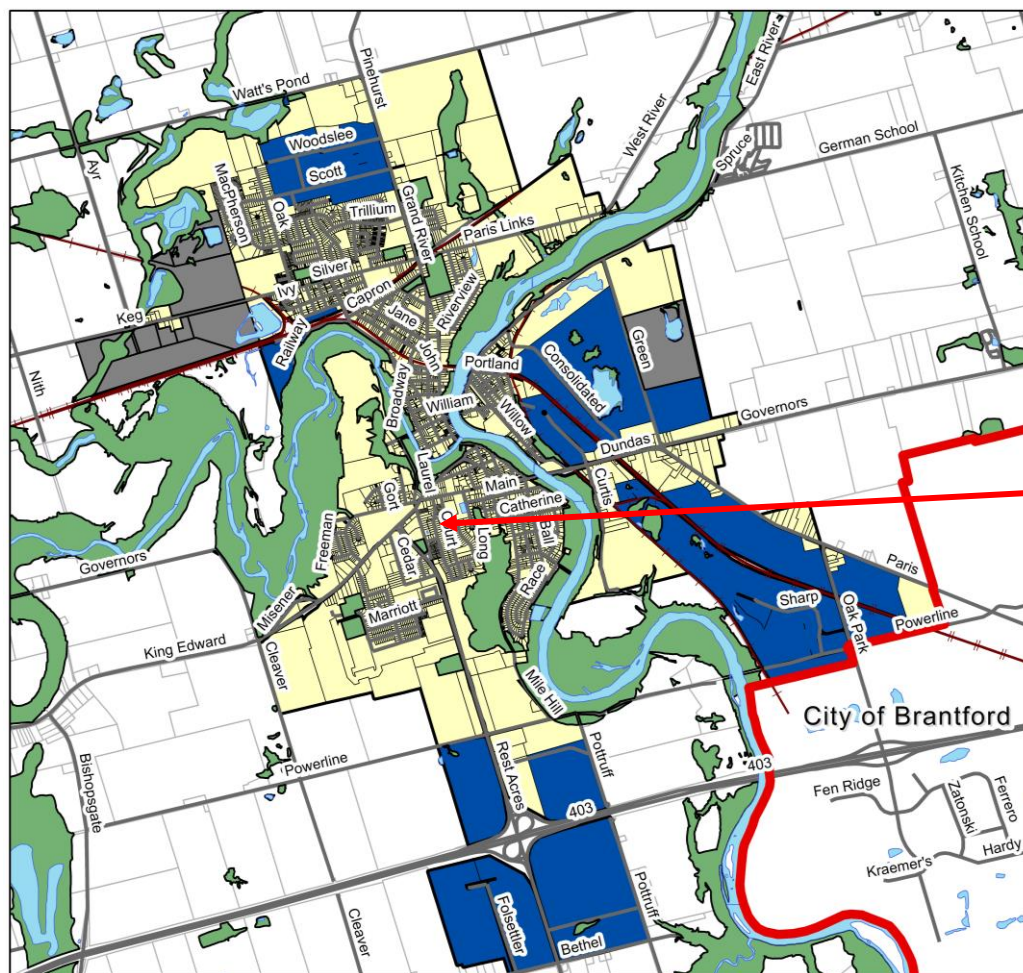 Watt's Pond
Pinehurst
East River
West River
Spruce
German School
Ayr
Woodslee
Scott
MacPherson
Oak
Trillium
Grand River
Kitchen School
Paris Links
Silver
Ivy
Capron
Keg
Jane
Riverview
Railway
John
Green
Nith
Portland
Consolidated
Broadway
William
Willow
Governors
Dundas
Laurel
Main
Gort
Curtis
Catherine
Court
Long
Ball
Freeman
Cedar
Governors
Paris
Race
Misener
Sharp
Marriott
Oak Park
Powerline
King Edward
Cleaver
Mile Hill
City of Brantford
Bishopsgate
Powerline
Rest Acres
Pottruff
403
Fen Ridge
Zatonski
Ferrero
403
Hardy
Kraemer's
Cleaver
Folsettler
Pottruff
Bethel